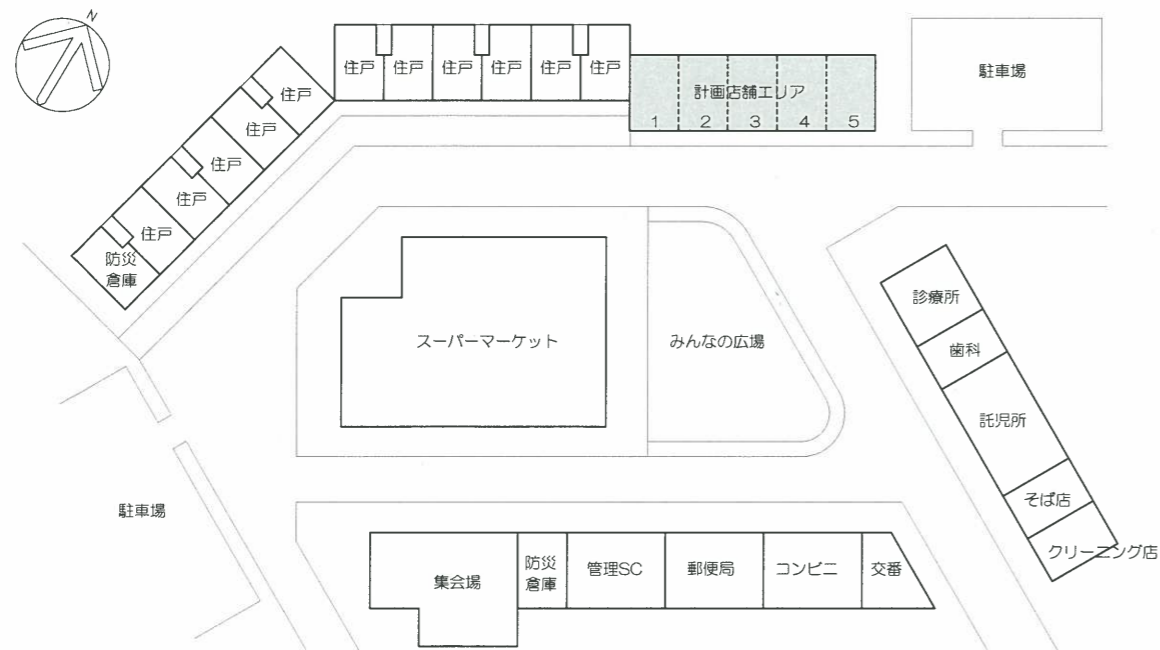 N
住戸
住戸
住戸
住戸
住戸
住戸
計画店舗エリア
1 2 3 4 5
駐車場
住戸
住戸
住戸
住戸
住戸
防災
倉庫
スーパーマーケット
みんなの広場
診療所
歯科
託児所
そば店
クリーニング店
駐車場
集会場
防災
倉庫
管理SC
郵便局
コンビニ
交番